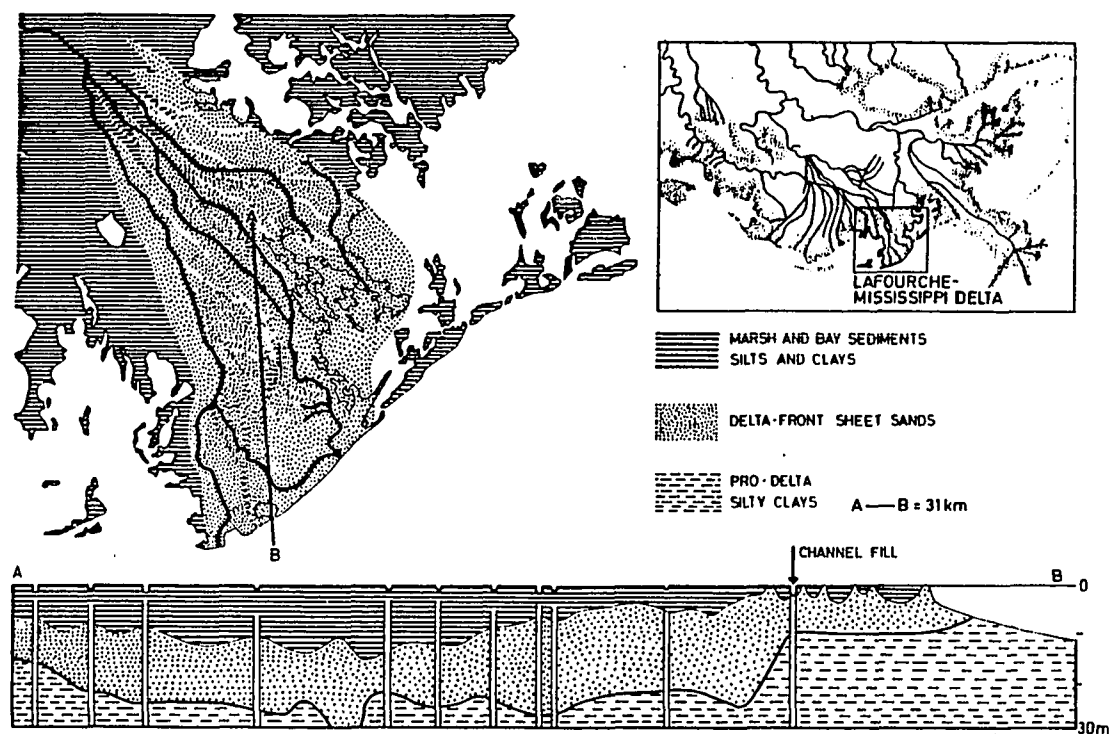 A
B
LAFOURCHE-
MISSISSIPPI DELTA
MARSH AND BAY SEDIMENTS
SILTS AND CLAYS
DELTA-FRONT SHEET SANDS
PRO-DELTA
SILTY CLAYS
A — B = 31km
CHANNEL FILL
A
B
0
30m